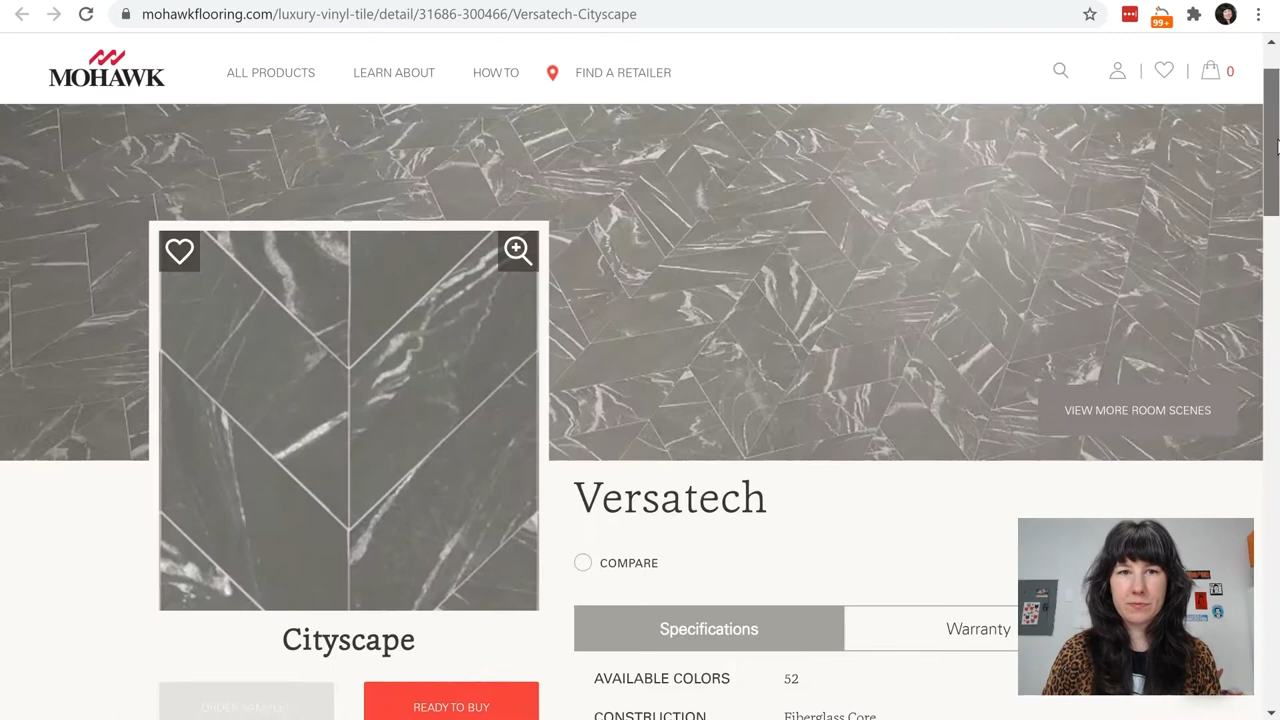 mohawkflooring.com/luxury-vinyl-tile/detail/31686-300466/Versatech-Cityscape
99+
MOHAWK
ALL PRODUCTS LEARN ABOUT HOW TO FIND A RETAILER 0
VIEW MORE ROOM SCENES
Versatech
COMPARE
Specifications Warranty
Cityscape
AVAILABLE COLORS 52
READY TO BUY
CONSTRUCTION Fiberglass Core